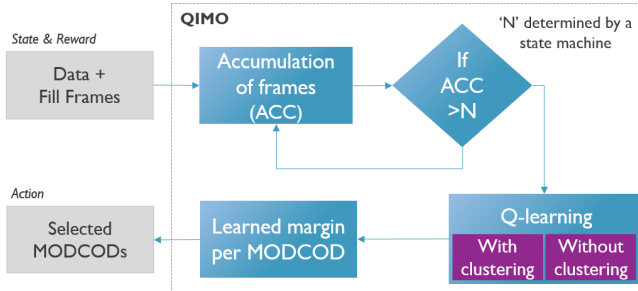 State & Reward
QIMO
'N' determined by a
state machine
Data +
Fill Frames
Accumulation
of frames
(ACC)
If
ACC
>N
Action
Selected
MODCODs
Learned margin
per MODCOD
Q-learning
With
clustering
Without
clustering